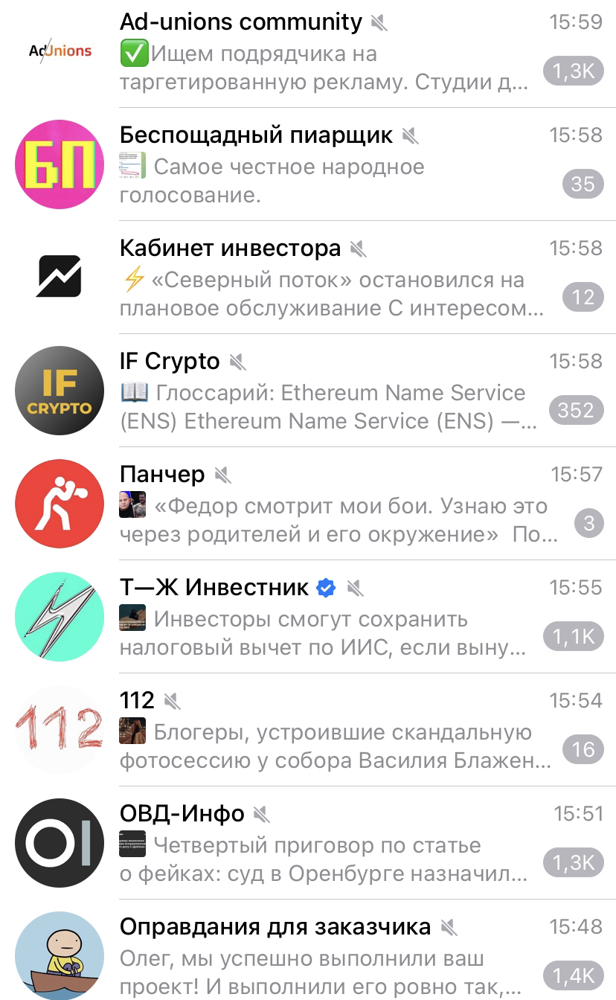 Ad-unions community 15:59
AdUnions
✅Ищем подрядчика на
таргетированную рекламу. Студии д... 1,3K
Беспощадный пиарщик 15:58
БП
Самое честное народное
голосование. 35
Кабинет инвестора 15:58
⚡ «Северный поток» остановился на
плановое обслуживание С интересом... 12
IF Crypto 15:58
IF
CRYPTO
📖 Глоссарий: Ethereum Name Service
(ENS) Ethereum Name Service (ENS) —... 352
Панчер 15:57
«Федор смотрит мои бои. Узнаю это
через родителей и его окружение» По... 3
Т—Ж Инвестник 15:55
Инвесторы смогут сохранить
налоговый вычет по ИИС, если выну... 1,1K
112 15:54
112
Блогеры, устроившие скандальную
фотосессию у собора Василия Блажен... 16
ОВД-Инфо 15:51
OI
Четвертый приговор по статье
о фейках: суд в Оренбурге назначил... 1,3K
Оправдания для заказчика 15:48
Олег, мы успешно выполнили ваш
проект! И выполнили его ровно так,... 1,4K